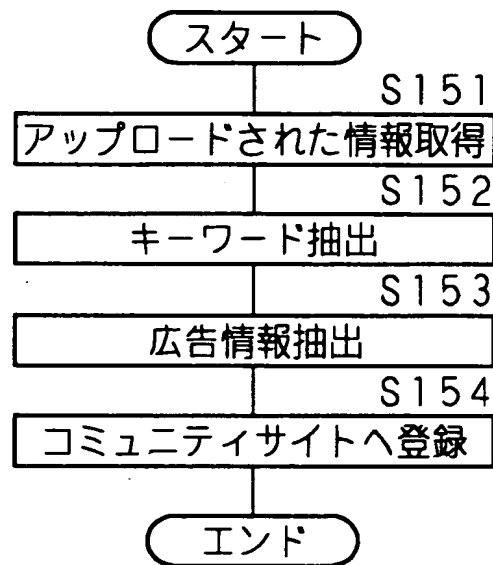 スタート
S151
アップロードされた情報取得
S152
キーワード抽出
S153
広告情報抽出
S154
コミュニティサイトへ登録
エンド